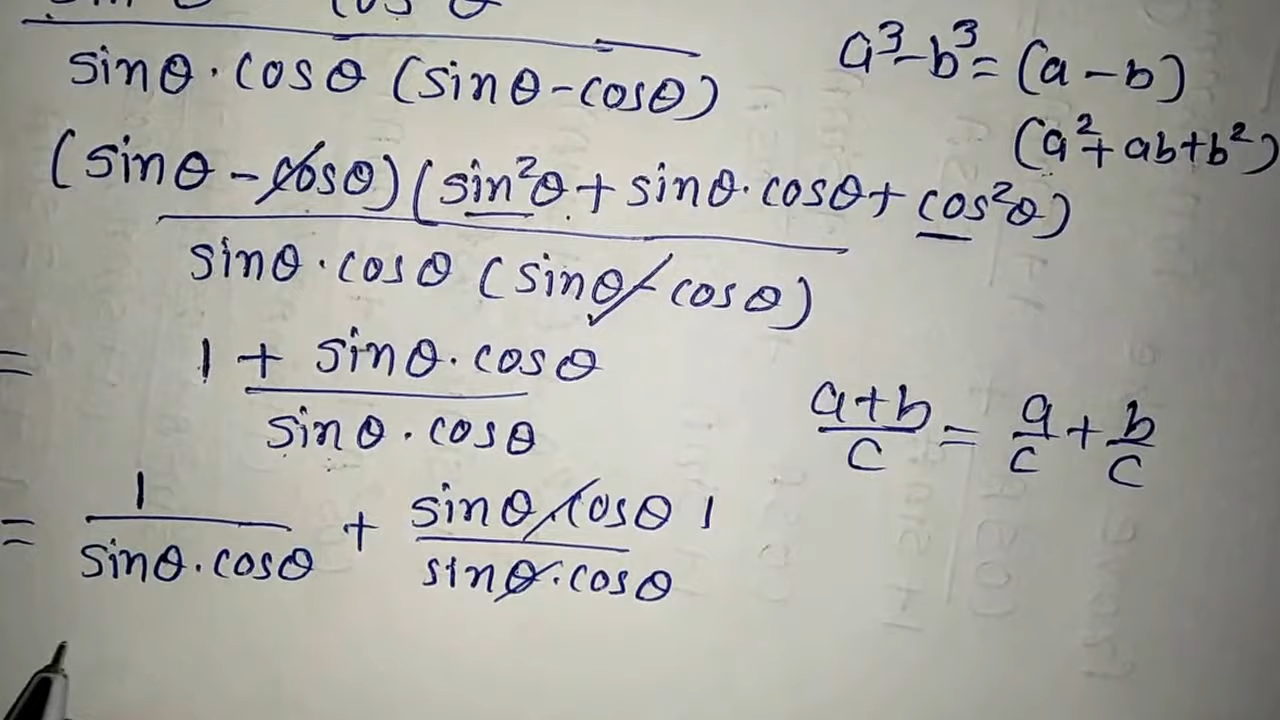 sinθ · cosθ (sinθ-cosθ)
a³-b³= (a-b)
(a²+ab+b²)
(sinθ-cosθ)(sin²θ+sinθ·cosθ+cos²θ)
sinθ·cosθ (sinθ-cosθ)
= 1 + sinθ·cosθ
sinθ·cosθ
a+b/c = a/c + b/c
= 1/sinθ·cosθ + sinθ·cosθ 1/sinθ·cosθ